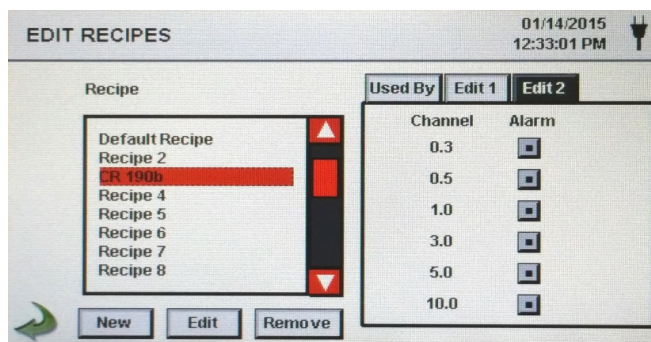 EDIT RECIPES
01/14/2015
12:33:01 PM
Recipe
Default Recipe
Recipe 2
CR 190b
Recipe 4
Recipe 5
Recipe 6
Recipe 7
Recipe 8
New Edit Remove
Used By Edit 1 Edit 2
Channel Alarm
0.3
0.5
1.0
3.0
5.0
10.0